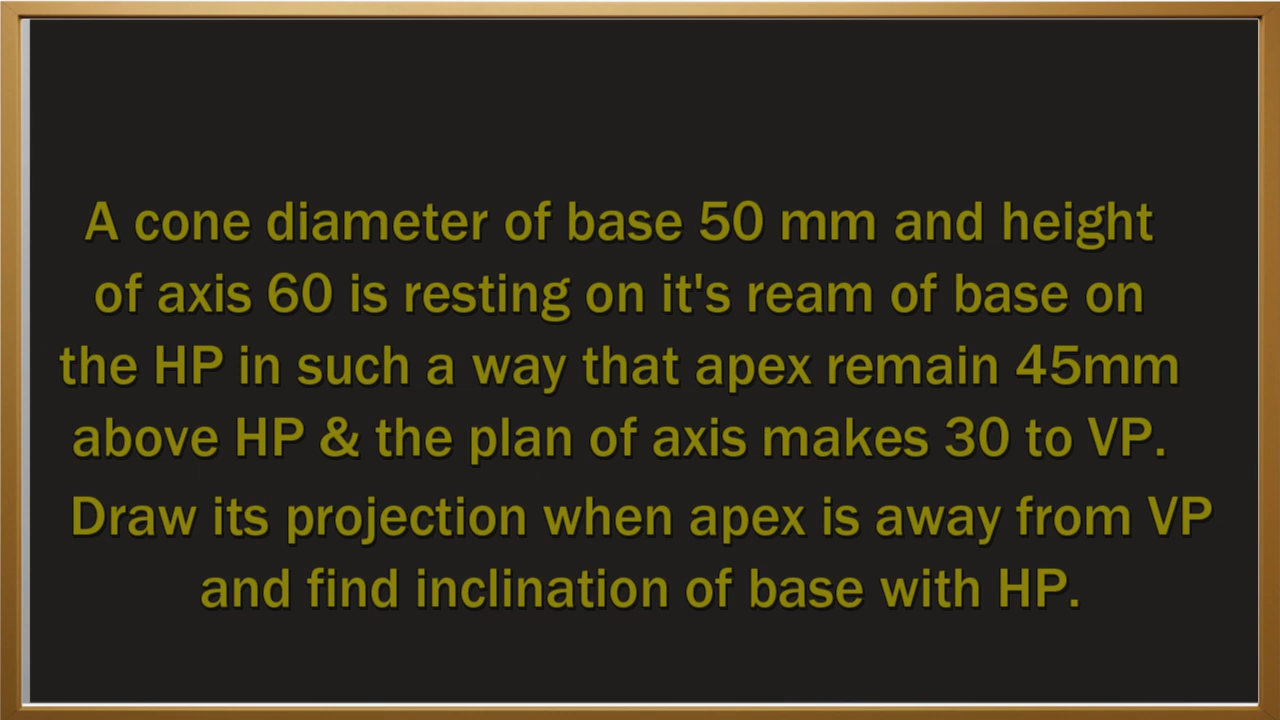 A cone diameter of base 50 mm and height
of axis 60 is resting on it's ream of base on
the HP in such a way that apex remain 45mm
above HP & the plan of axis makes 30 to VP.
Draw its projection when apex is away from VP
and find inclination of base with HP.